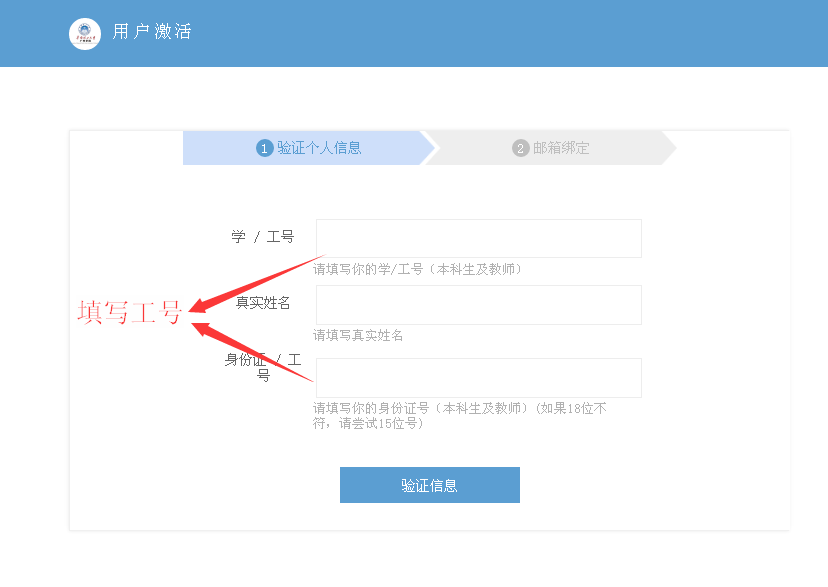 用户激活
1 验证个人信息
2 邮箱绑定
学 / 工号
请填写你的学/工号（本科生及教师）
填写工号
真实姓名
请填写真实姓名
身份证 / 工
号
请填写你的身份证号（本科生及教师）(如果18位不
符，请尝试15位号)
验证信息